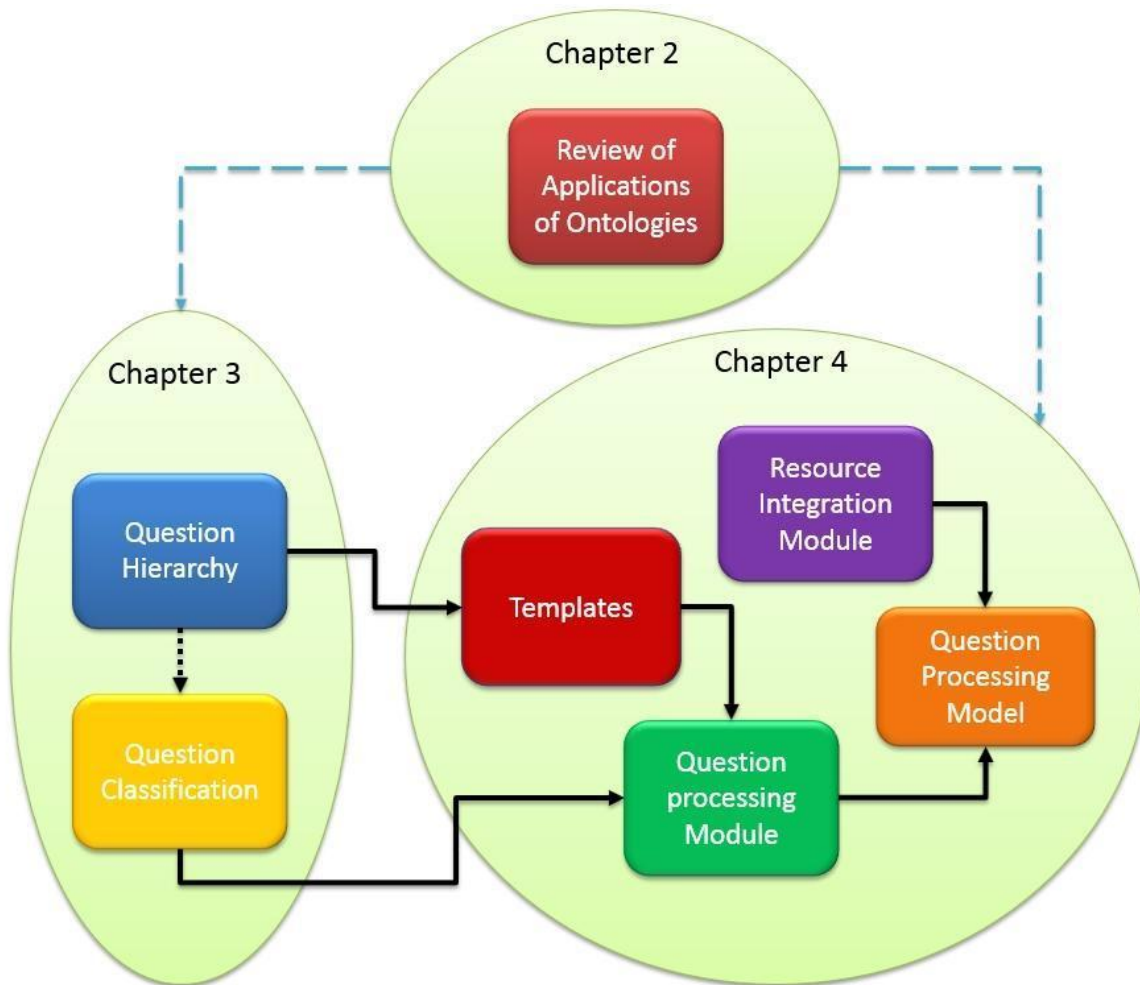 Chapter 2
Review of
Applications
of Ontologies
Chapter 3
Question
Hierarchy
Question
Classification
Chapter 4
Resource
Integration
Module
Templates
Question
Processing
Model
Question
processing
Module